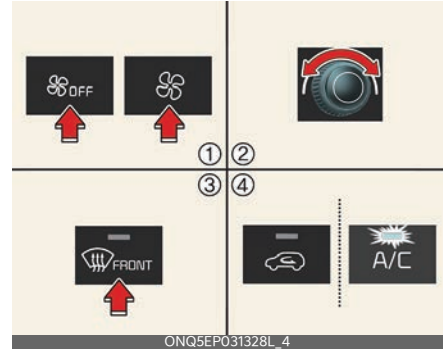 OFF
① ②
③ ④
FRONT
A/C
ONQ5EP031328L_4